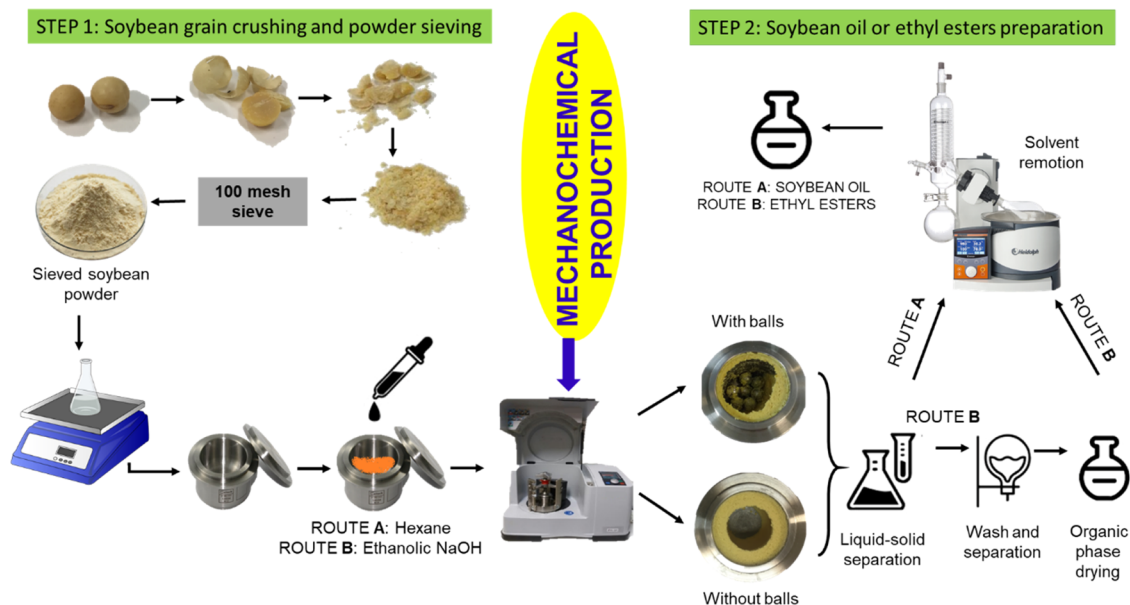 STEP 1: Soybean grain crushing and powder sieving
100 mesh
sieve
Sieved soybean
powder
ROUTE A: Hexane
ROUTE B: Ethanolic NaOH
MECHANOCHEMICAL
PRODUCTION
STEP 2: Soybean oil or ethyl esters preparation
Solvent
remotion
ROUTE A: SOYBEAN OIL
ROUTE B: ETHYL ESTERS
Heidolph
With balls
Without balls
ROUTE A
ROUTE B
ROUTE B
Liquid-solid
separation
Wash and
separation
Organic
phase
drying